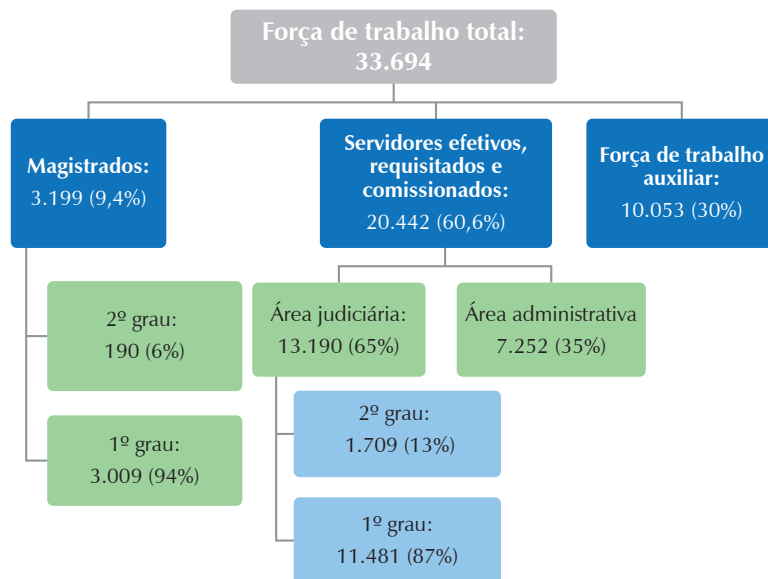 Força de trabalho total:
33.694
Magistrados:
3.199 (9,4%)
Servidores efetivos,
requisitados e
comissionados:
20.442 (60,6%)
Força de trabalho
auxiliar:
10.053 (30%)
2º grau:
190 (6%)
1º grau:
3.009 (94%)
Área judiciária:
13.190 (65%)
Área administrativa
7.252 (35%)
2º grau:
1.709 (13%)
1º grau:
11.481 (87%)